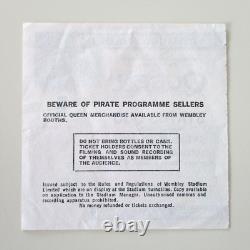 BEWARE OF PIRATE PROGRAMME SELLERS
OFFICIAL QUEEN MERCHANDISE AVAILABLE FROM WEMBLEY
BOOTHS.
DO NOT BRING BOTTLES OR CANS.
TICKET HOLDERS CONSENT TO THE
FILMING AND SOUND RECORDING
OF THEMSELVES AS MEMBERS OF
THE AUDIENCE.
Issued subject to the Rules and Regulations of Wembley Stadium
Limited which are on display at the Stadium turnstiles. Copy available
on application to the Stadium Manager. Unauthorised cameras and
recording apparatus prohibited.
No money refunded or tickets exchanged.
ebay